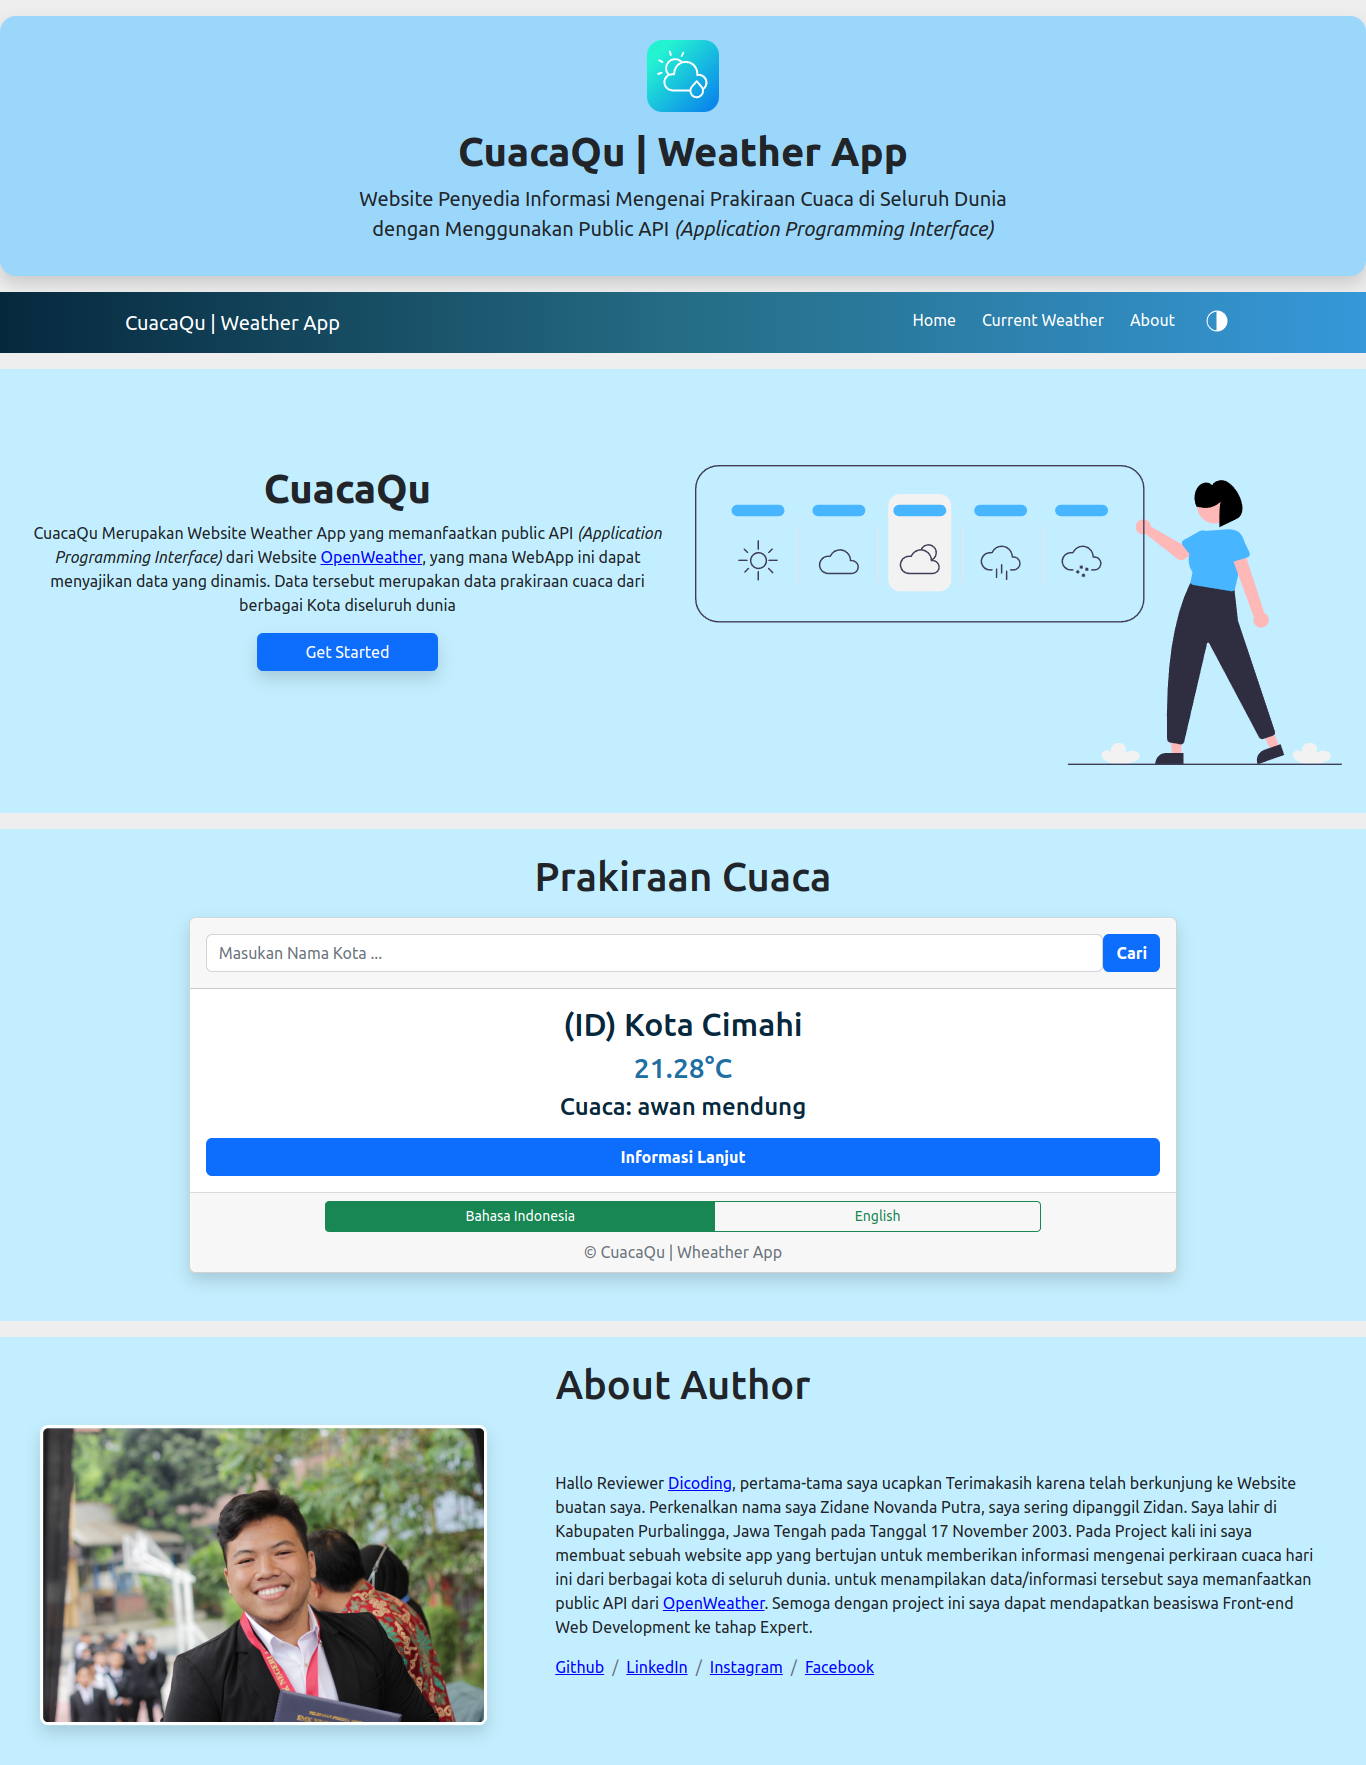 CuacaQu | Weather App
Website Penyedia Informasi Mengenai Prakiraan Cuaca di Seluruh Dunia
dengan Menggunakan Public API (Application Programming Interface)
CuacaQu | Weather App
Home
Current Weather
About
CuacaQu
CuacaQu Merupakan Website Weather App yang memanfaatkan public API (Application
Programming Interface) dari Website OpenWeather, yang mana WebApp ini dapat
menyajikan data yang dinamis. Data tersebut merupakan data prakiraan cuaca dari
berbagai Kota diseluruh dunia
Get Started
Prakiraan Cuaca
Masukan Nama Kota ...
Cari
(ID) Kota Cimahi
21.28°C
Cuaca: awan mendung
Informasi Lanjut
Bahasa Indonesia
English
© CuacaQu | Wheather App
About Author
Hallo Reviewer Dicoding, pertama-tama saya ucapkan Terimakasih karena telah berkunjung ke Website
buatan saya. Perkenalkan nama saya Zidane Novanda Putra, saya sering dipanggil Zidan. Saya lahir di
Kabupaten Purbalingga, Jawa Tengah pada Tanggal 17 November 2003. Pada Project kali ini saya
membuat sebuah website app yang bertujan untuk memberikan informasi mengenai perkiraan cuaca hari
ini dari berbagai kota di seluruh dunia. untuk menampilakan data/informasi tersebut saya memanfaatkan
public API dari OpenWeather. Semoga dengan project ini saya dapat mendapatkan beasiswa Front-end
Web Development ke tahap Expert.
Github / LinkedIn / Instagram / Facebook